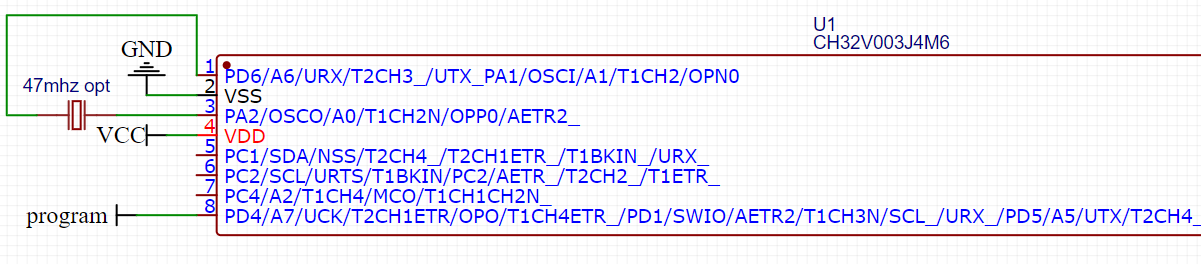 U1
CH32V003J4M6
GND
47mhz opt
1
PD6/A6/URX/T2CH3_/UTX_PA1/OSCI/A1/T1CH2/OPN0
2
VSS
3
PA2/OSCO/A0/T1CH2N/OPP0/AETR2_
VCC
4
VDD
5
PC1/SDA/NSS/T2CH4_/T2CH1ETR_/T1BKIN_/URX_
6
PC2/SCL/URTS/T1BKIN/PC2/AETR_/T2CH2_/T1ETR_
7
PC4/A2/T1CH4/MCO/T1CH1CH2N_
program
8
PD4/A7/UCK/T2CH1ETR/OPO/T1CH4ETR_/PD1/SWIO/AETR2/T1CH3N/SCL_/URX_/PD5/A5/UTX/T2CH4_